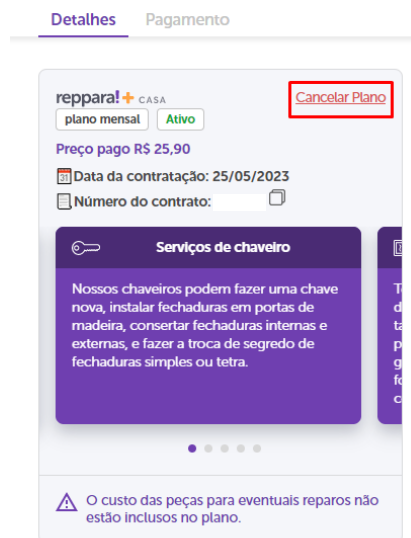 Detalhes Pagamento
reppara!+ CASA Cancelar Plano
plano mensal Ativo
Preço pago R$ 25,90
31 Data da contratação: 25/05/2023
Número do contrato:
Serviços de chaveiro
Nossos chaveiros podem fazer uma chave
nova, instalar fechaduras em portas de
madeira, consertar fechaduras internas e
externas, e fazer a troca de segredo de
fechaduras simples ou tetra.
O custo das peças para eventuais reparos não
estão inclusos no plano.